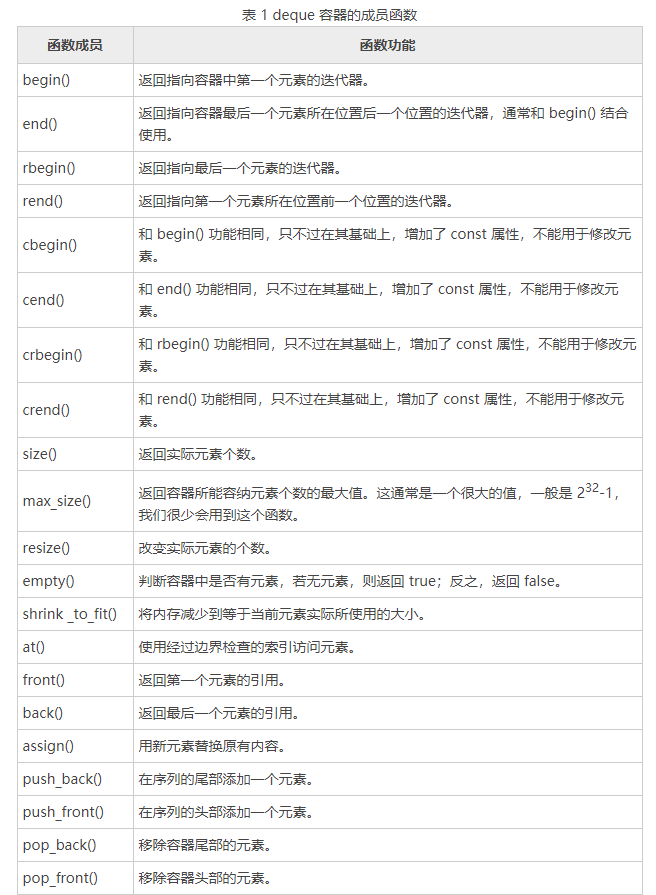 表 1 deque 容器的成员函数
函数成员 函数功能
begin() 返回指向容器中第一个元素的迭代器。
end() 返回指向容器最后一个元素所在位置后一个位置的迭代器，通常和 begin() 结合
使用。
rbegin() 返回指向最后一个元素的迭代器。
rend() 返回指向第一个元素所在位置前一个位置的迭代器。
cbegin() 和 begin() 功能相同，只不过在其基础上，增加了 const 属性，不能用于修改元
素。
cend() 和 end() 功能相同，只不过在其基础上，增加了 const 属性，不能用于修改元
素。
crbegin() 和 rbegin() 功能相同，只不过在其基础上，增加了 const 属性，不能用于修改元
素。
crend() 和 rend() 功能相同，只不过在其基础上，增加了 const 属性，不能用于修改元
素。
size() 返回实际元素个数。
max_size() 返回容器所能容纳元素个数的最大值。这通常是一个很大的值，一般是 2³²-1，
我们很少会用到这个函数。
resize() 改变实际元素的个数。
empty() 判断容器中是否有元素，若无元素，则返回 true；反之，返回 false。
shrink _to_fit() 将内存减少到等于当前元素实际所使用的大小。
at() 使用经过边界检查的索引访问元素。
front() 返回第一个元素的引用。
back() 返回最后一个元素的引用。
assign() 用新元素替换原有内容。
push_back() 在序列的尾部添加一个元素。
push_front() 在序列的头部添加一个元素。
pop_back() 移除容器尾部的元素。
pop_front() 移除容器头部的元素。